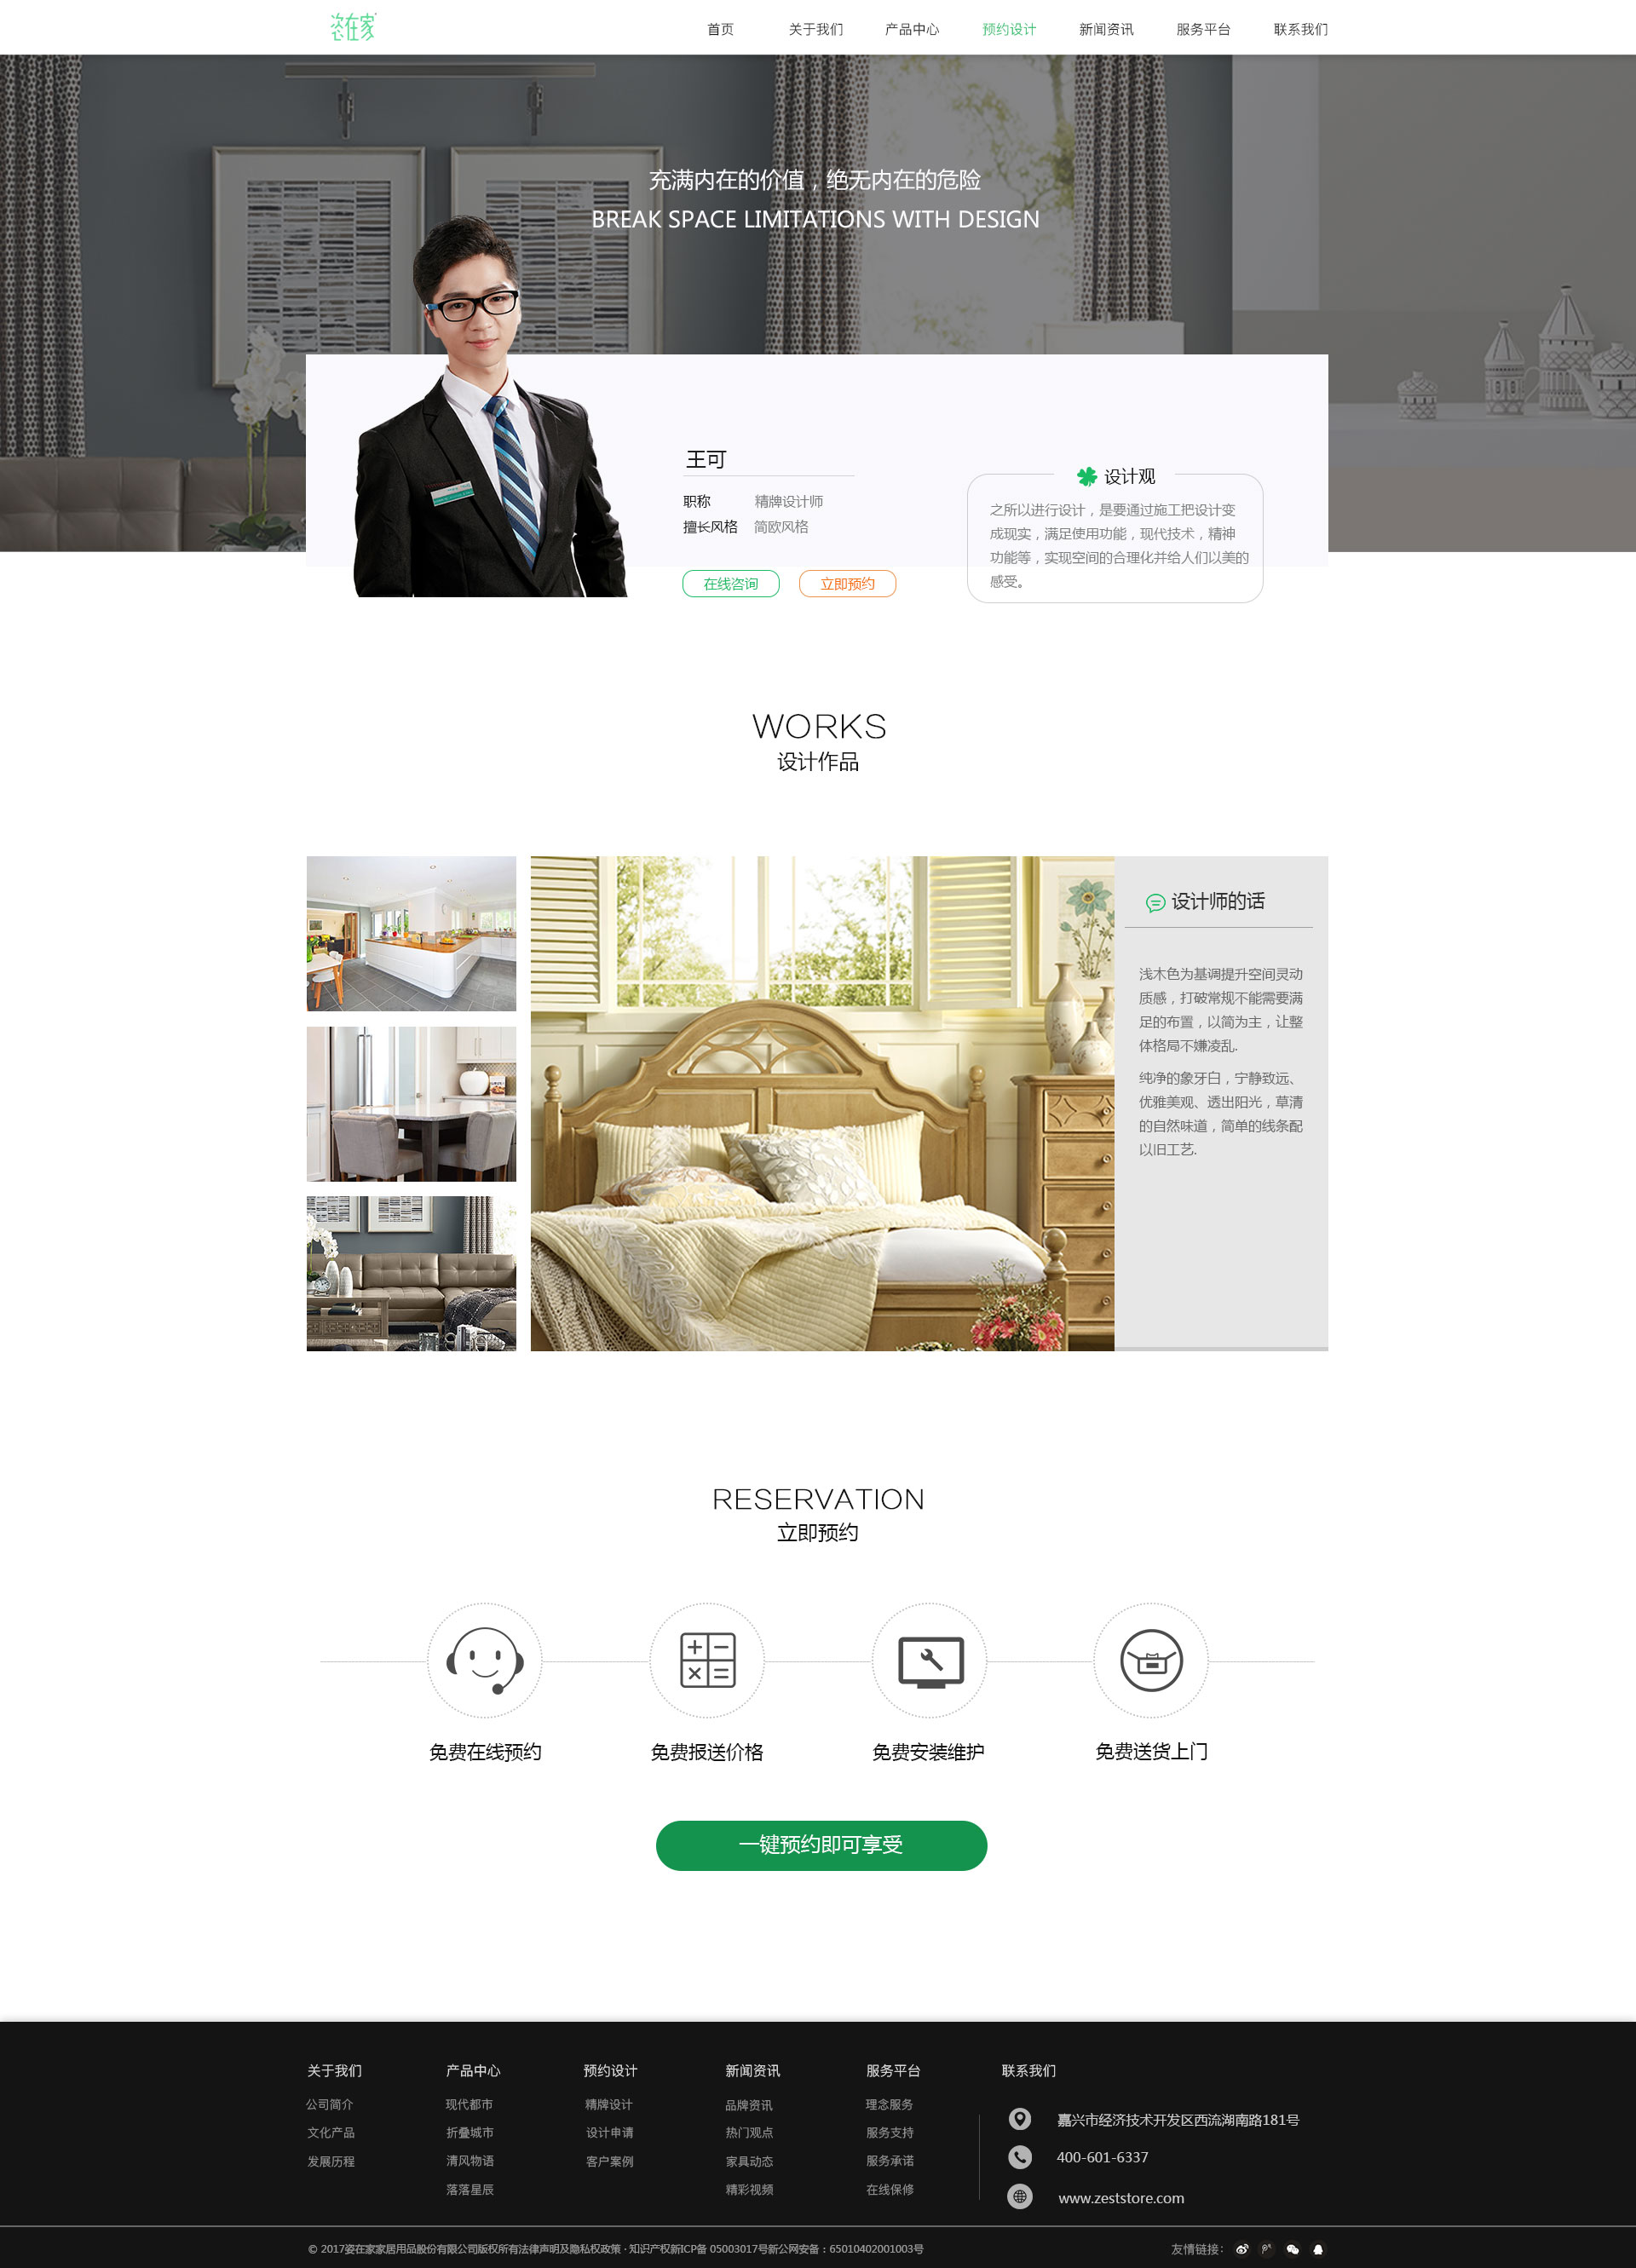 姿在家
首页 关于我们 产品中心 预约设计 新闻资讯 服务平台 联系我们
充满内在的价值，绝无内在的危险
BREAK SPACE LIMITATIONS WITH DESIGN
王可
职称 精牌设计师
擅长风格 简欧风格
在线咨询 立即预约
设计观
之所以进行设计，是要通过施工把设计变
成现实，满足使用功能，现代技术，精神
功能等，实现空间的合理化并给人们以美的
感受。
WORKS
设计作品
设计师的话
浅木色为基调提升空间灵动
质感，打破常规不能需要满
足的布置，以简为主，让整
体格局不嫌凌乱.
纯净的象牙白，宁静致远、
优雅美观、透出阳光，草清
的自然味道，简单的线条配
以旧工艺.
RESERVATION
立即预约
免费在线预约 免费报送价格 免费安装维护 免费送货上门
一键预约即可享受
关于我们 产品中心 预约设计 新闻资讯 服务平台 联系我们
公司简介 现代都市 精牌设计 品牌资讯 理念服务
嘉兴市经济技术开发区西流湖南路181号
文化产品 折叠城市 设计申请 热门观点 服务支持
400-601-6337
发展历程 清风物语 客户案例 家具动态 服务承诺
落落星辰 精彩视频 在线保修
www.zeststore.com
© 2017姿在家家居用品股份有限公司版权所有法律声明及隐私权政策 · 知识产权新ICP备 05003017号新公网安备：65010402001003号
友情链接：